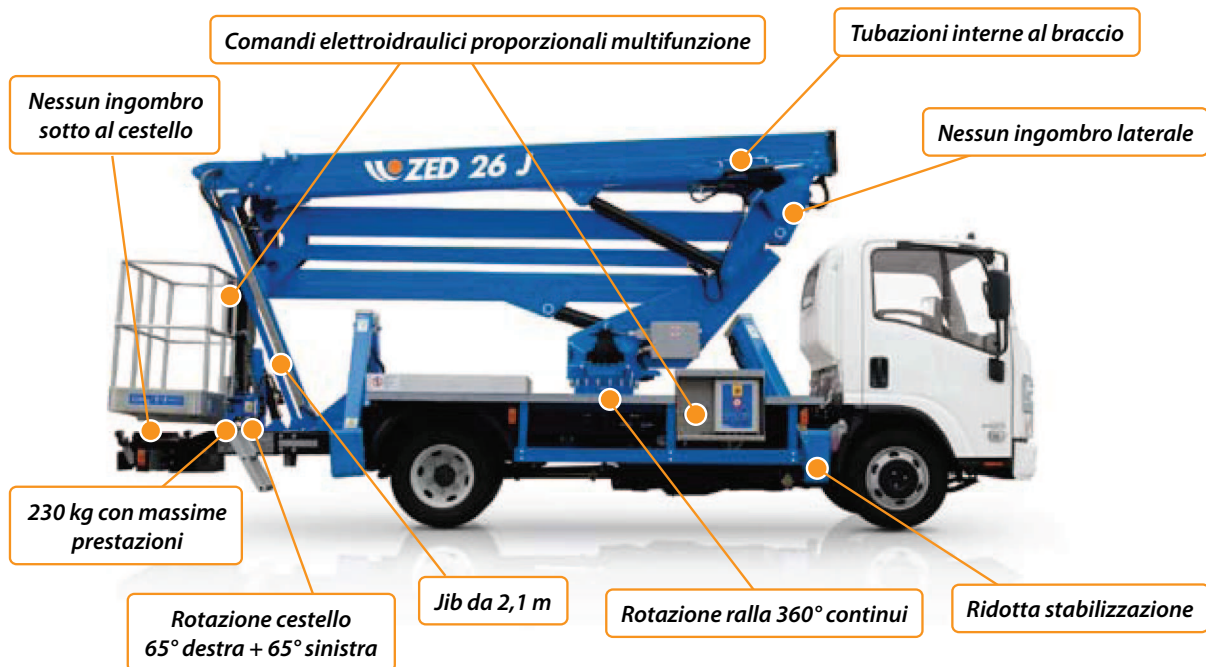 Comandi elettroidraulici proporzionali multifunzione
Tubazioni interne al braccio
Nessun ingombro
sotto al cestello
Nessun ingombro laterale
ZED 26 J
230 kg con massime
prestazioni
Rotazione cestello
65° destra + 65° sinistra
Jib da 2,1 m
Rotazione ralla 360° continui
Ridotta stabilizzazione